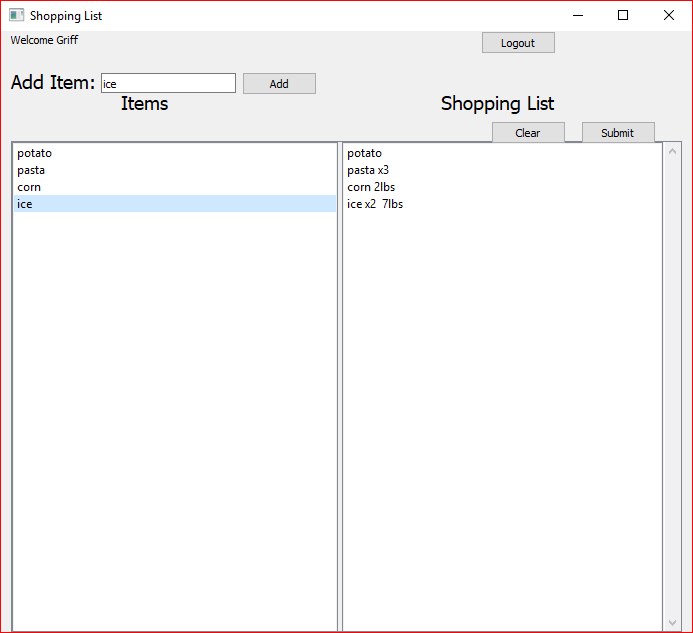 Shopping List
Welcome Griff
Logout
Add Item: ice Add
Items
Shopping List
Clear Submit
potato
pasta
corn
ice
potato
pasta x3
corn 2lbs
ice x2  7lbs